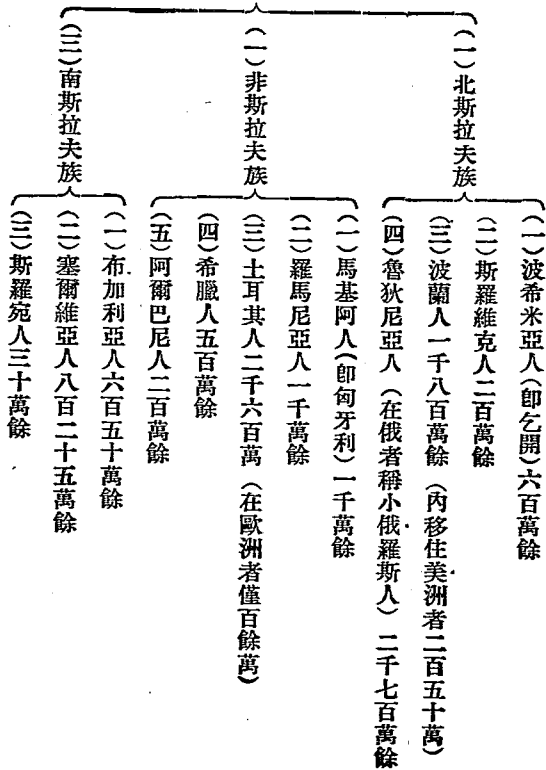 (一)北斯拉夫族
(一)波希米亞人(卽乞開)六百萬餘
(二)斯羅維克人二百萬餘
(三)波蘭人一千八百萬餘(內移住美洲者二百五十萬)
(四)魯狄尼亞人(在俄者稱小俄羅斯人)二千七百萬餘
(一)非斯拉夫族
(一)馬基阿人(卽匈牙利)一千萬餘
(二)羅馬尼亞人一千萬餘
(三)土耳其人二千六百萬(在歐洲者僅百餘萬)
(四)希臘人五百萬餘
(五)阿爾巴尼人二百萬餘
(三)南斯拉夫族
(一)布加利亞人六百五十萬餘
(二)塞爾維亞人八百二十五萬餘
(三)斯羅宛人三十萬餘